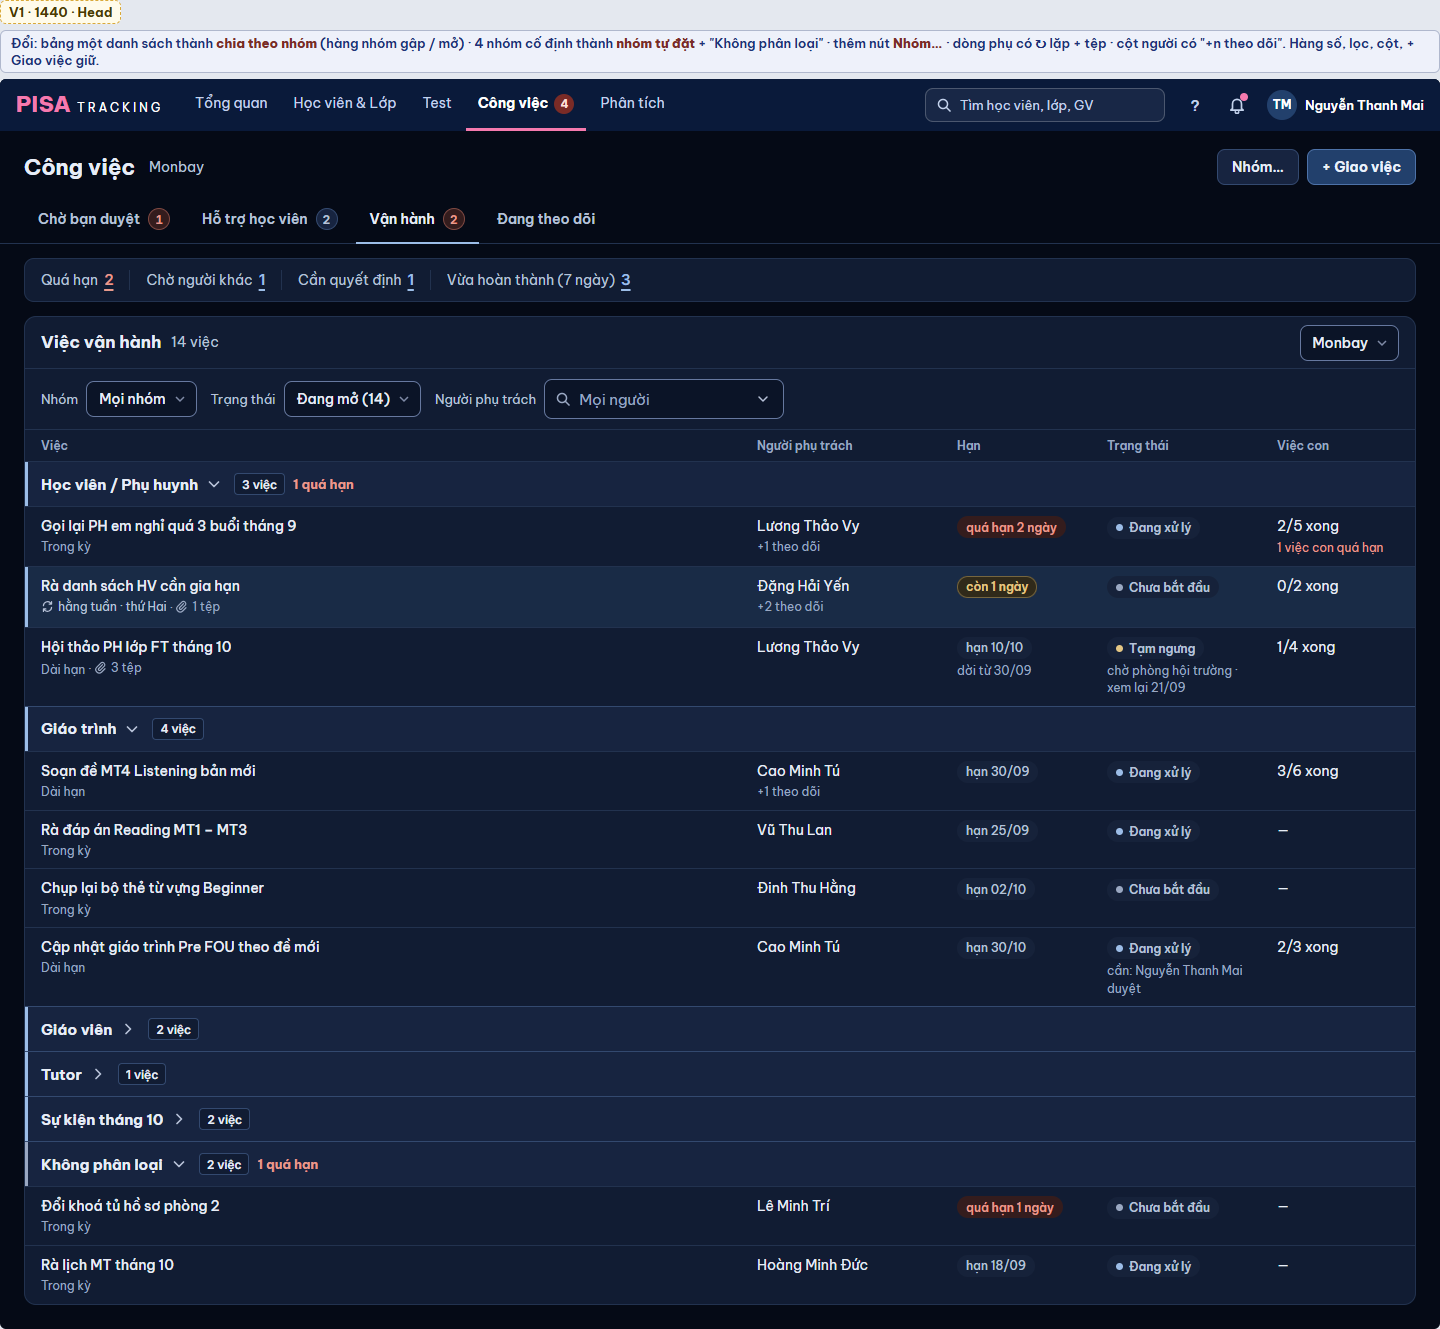 V1 · 1440 · Head
Đổi: bảng một danh sách thành chia theo nhóm (hàng nhóm gập / mở) · 4 nhóm cố định thành nhóm tự đặt + "Không phân loại" · thêm nút Nhóm... · dòng phụ có ↻ lặp + tệp · cột người có "+n theo dõi". Hàng số, lọc, cột, +
Giao việc giữ.
PISA TRACKING Tổng quan Học viên & Lớp Test Công việc 4 Phân tích Tìm học viên, lớp, GV ? TM Nguyễn Thanh Mai
Công việc Monbay Nhóm... + Giao việc
Chờ bạn duyệt 1 Hỗ trợ học viên 2 Vận hành 2 Đang theo dõi
Quá hạn 2 Chờ người khác 1 Cần quyết định 1 Vừa hoàn thành (7 ngày) 3
Việc vận hành 14 việc Monbay
Nhóm Mọi nhóm Trạng thái Đang mở (14) Người phụ trách Mọi người
Việc Người phụ trách Hạn Trạng thái Việc con
Học viên / Phụ huynh 3 việc 1 quá hạn
Gọi lại PH em nghỉ quá 3 buổi tháng 9 Lương Thảo Vy quá hạn 2 ngày Đang xử lý 2/5 xong
Trong kỳ +1 theo dõi 1 việc con quá hạn
Rà danh sách HV cần gia hạn Đặng Hải Yến còn 1 ngày Chưa bắt đầu 0/2 xong
hằng tuần · thứ Hai · 1 tệp +2 theo dõi
Hội thảo PH lớp FT tháng 10 Lương Thảo Vy hạn 10/10 Tạm ngưng 1/4 xong
Dài hạn · 3 tệp dời từ 30/09 chờ phòng hội trường ·
xem lại 21/09
Giáo trình 4 việc
Soạn đề MT4 Listening bản mới Cao Minh Tú hạn 30/09 Đang xử lý 3/6 xong
Dài hạn +1 theo dõi
Rà đáp án Reading MT1 – MT3 Vũ Thu Lan hạn 25/09 Đang xử lý —
Trong kỳ
Chụp lại bộ thẻ từ vựng Beginner Đinh Thu Hằng hạn 02/10 Chưa bắt đầu —
Trong kỳ
Cập nhật giáo trình Pre FOU theo đề mới Cao Minh Tú hạn 30/10 Đang xử lý 2/3 xong
Dài hạn cần: Nguyễn Thanh Mai
duyệt
Giáo viên 2 việc
Tutor 1 việc
Sự kiện tháng 10 2 việc
Không phân loại 2 việc 1 quá hạn
Đổi khoá tủ hồ sơ phòng 2 Lê Minh Trí quá hạn 1 ngày Chưa bắt đầu —
Trong kỳ
Rà lịch MT tháng 10 Hoàng Minh Đức hạn 18/09 Đang xử lý —
Trong kỳ